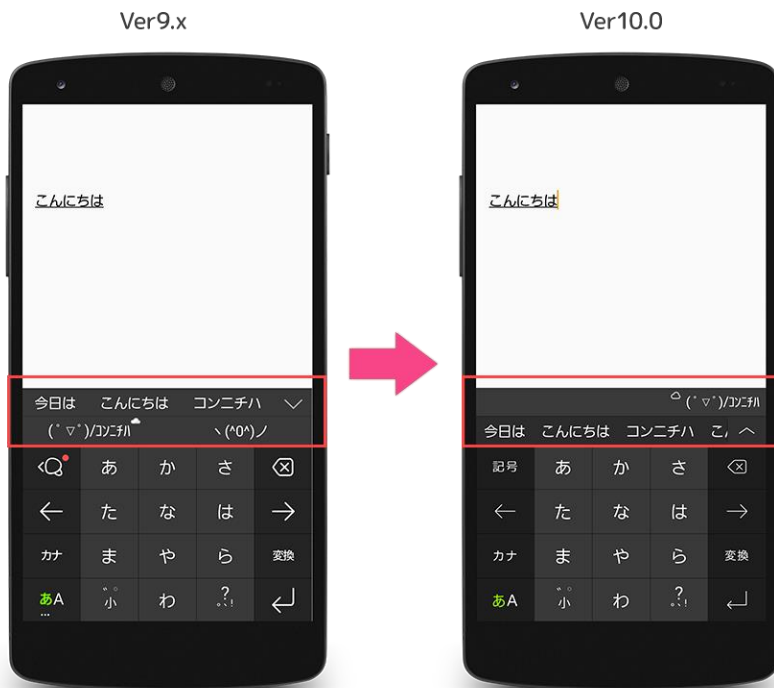 Ver9.x
Ver10.0
こんにちは
今日は こんにちは コンニチハ
(ﾟ▽ﾟ)/ｺﾝﾆﾁﾊ ヽ(^0^)ノ
あ か さ
た な は
カナ ま や ら 変換
あA 小 わ ?。、!
こんにちは
(ﾟ▽ﾟ)/ｺﾝﾆﾁﾊ
今日は こんにちは コンニチハ こ,
記号 あ か さ
た な は
カナ ま や ら 変換
あA 小 わ ?。、!